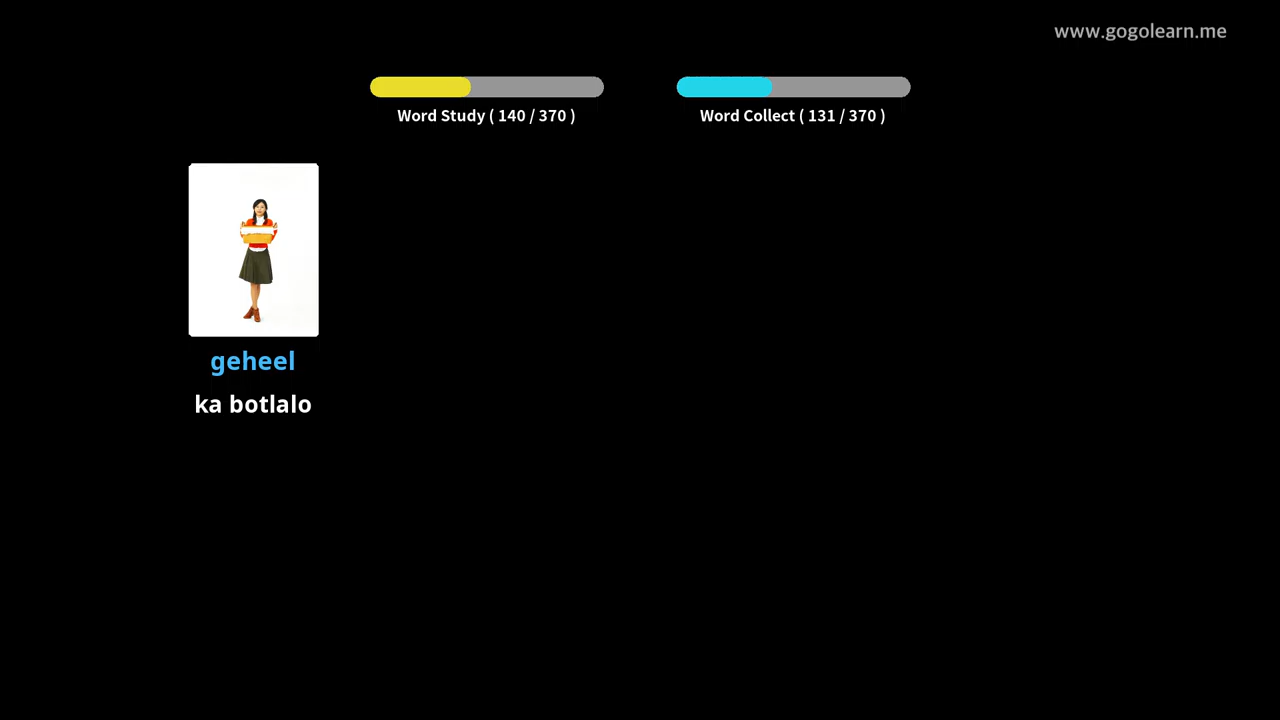 www.gogolearn.me
Word Study ( 140 / 370 )
Word Collect ( 131 / 370 )
geheel
ka botlalo